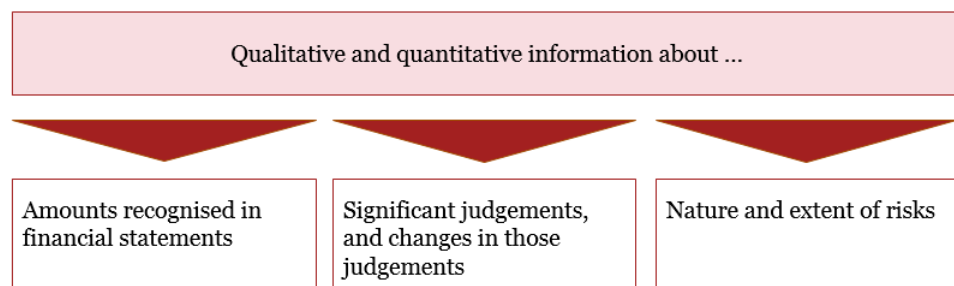 Qualitative and quantitative information about ...
Amounts recognised in
financial statements
Significant judgements,
and changes in those
judgements
Nature and extent of risks